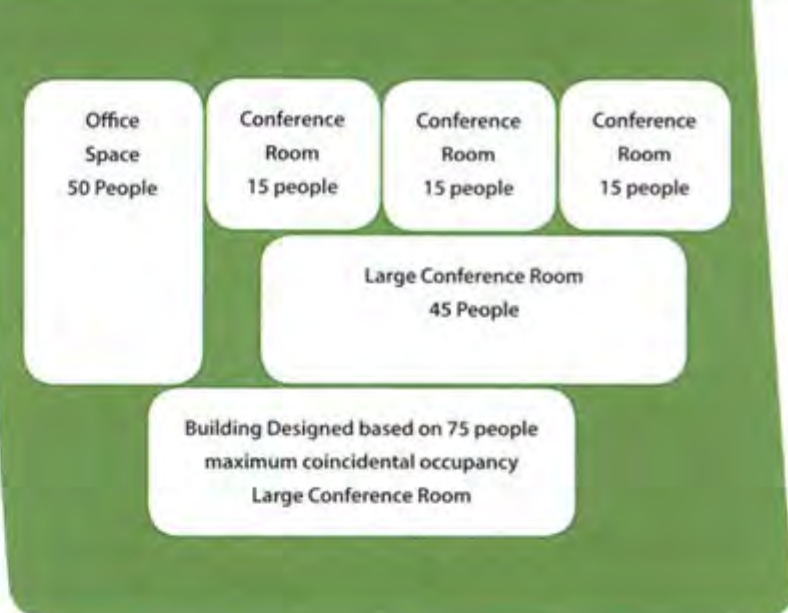 Office
Space
50 People
Conference
Room
15 people
Conference
Room
15 people
Conference
Room
15 people
Large Conference Room
45 People
Building Designed based on 75 people
maximum coincidental occupancy
Large Conference Room